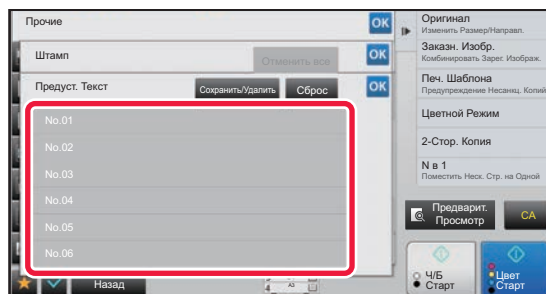 Прочие
OK
Штамп
Отменить все
OK
Предуст. Текст
Сохранить/Удалить
Сброс
OK
No.01
No.02
No.03
No.04
No.05
No.06
Назад
4
A3
Оригинал
Изменить Размер/Направл.
Заказн. Изобр.
Комбинировать Зарег. Изображ.
Печ. Шаблона
Предупреждение Несанкц. Копий
Цветной Режим
2-Стор. Копия
N в 1
Поместить Неск. Стр. на Одной
Предварит.
Просмотр
CA
Ч/Б
Старт
Цвет
Старт